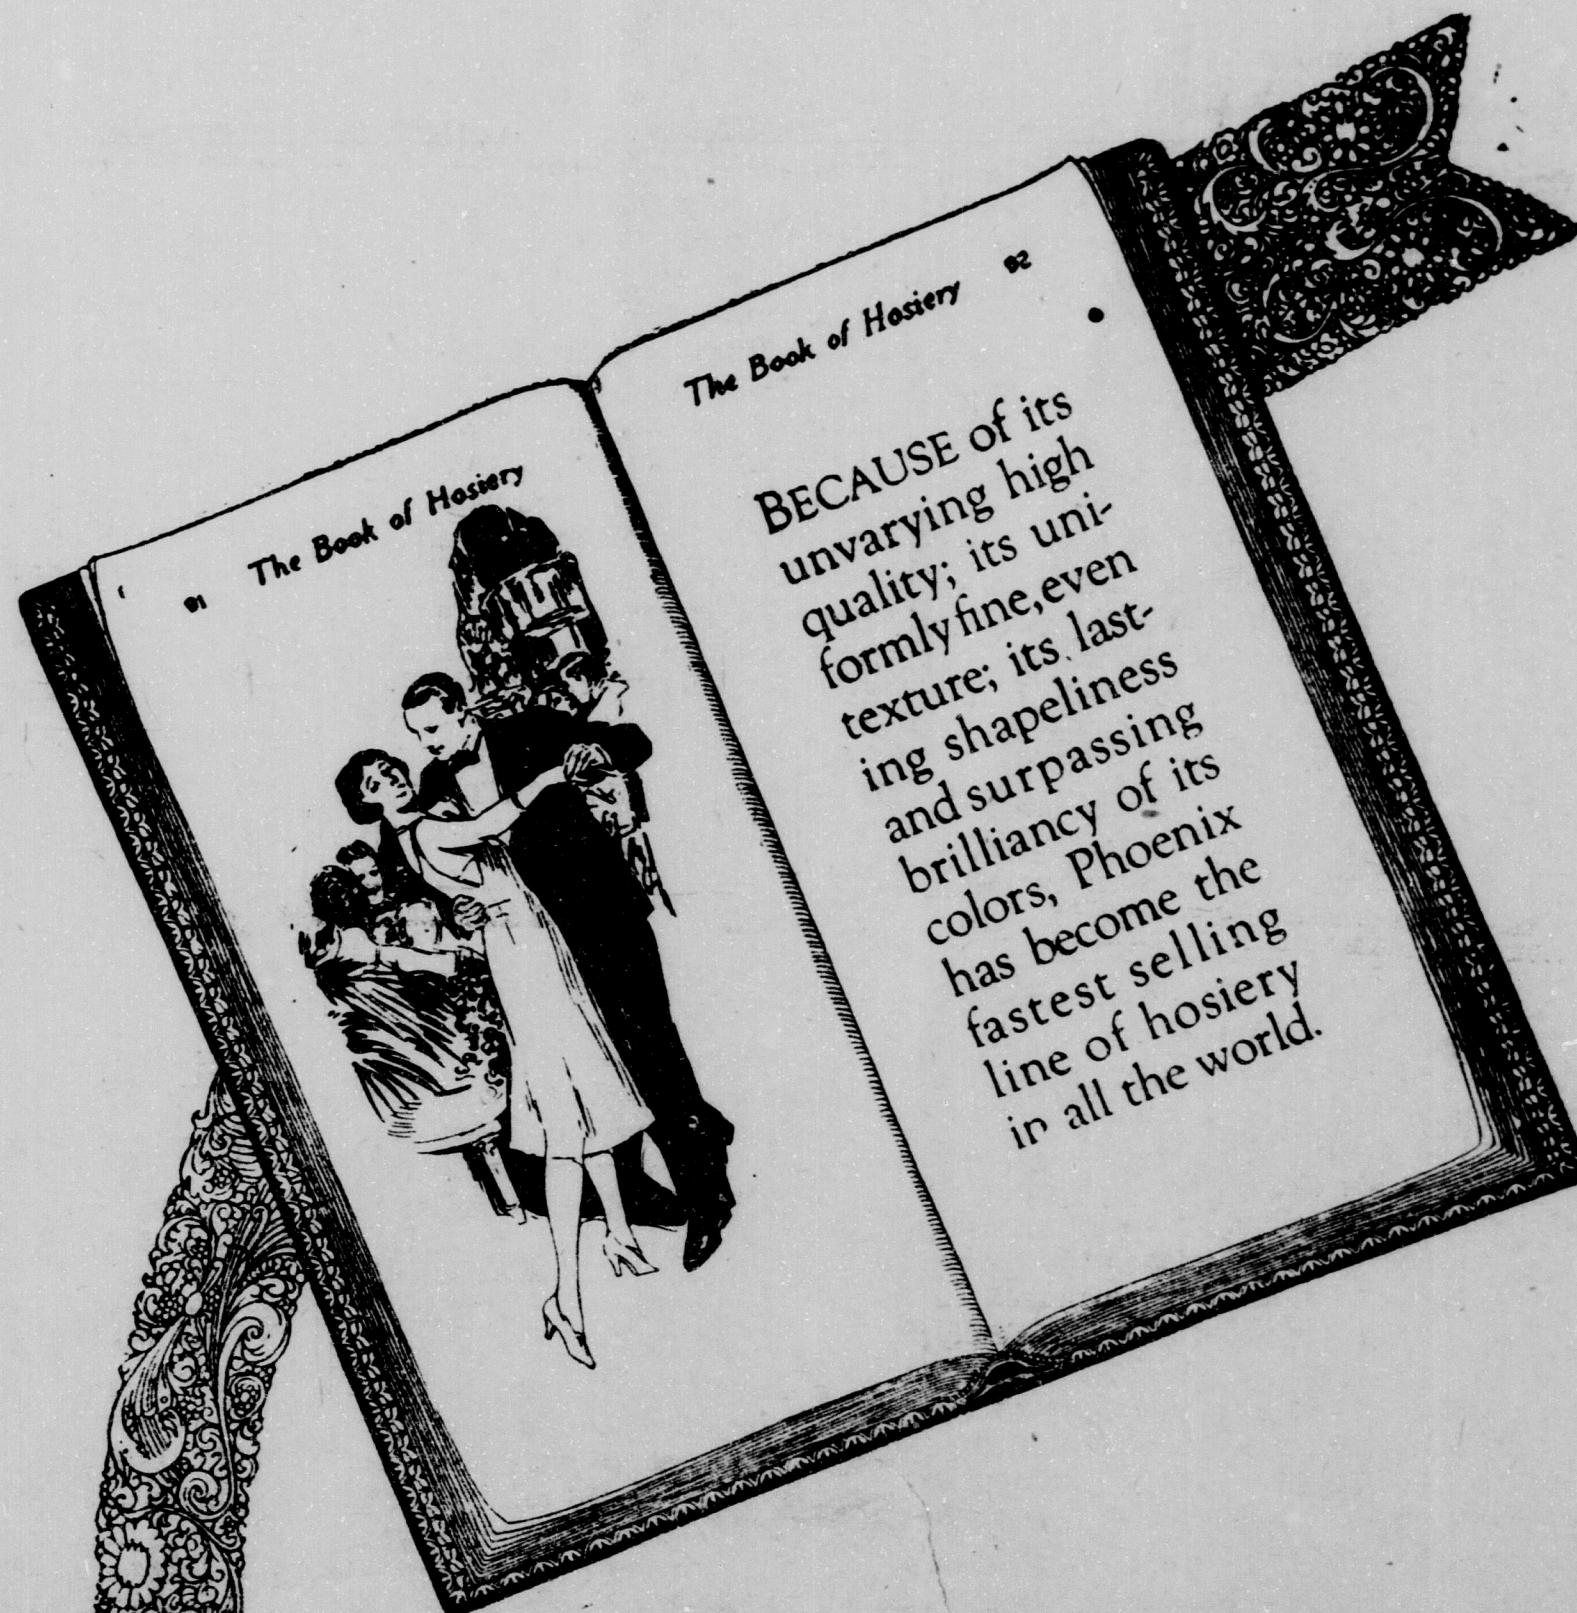 91 The Book of Hosiery
The Book of Hosiery 92
BECAUSE of its
unvarying high
quality; its uni-
formly fine, even
texture; its last-
ing shapeliness
and surpassing
brilliancy of its
colors, Phoenix
has become the
fastest selling
line of hosiery
in all the world.